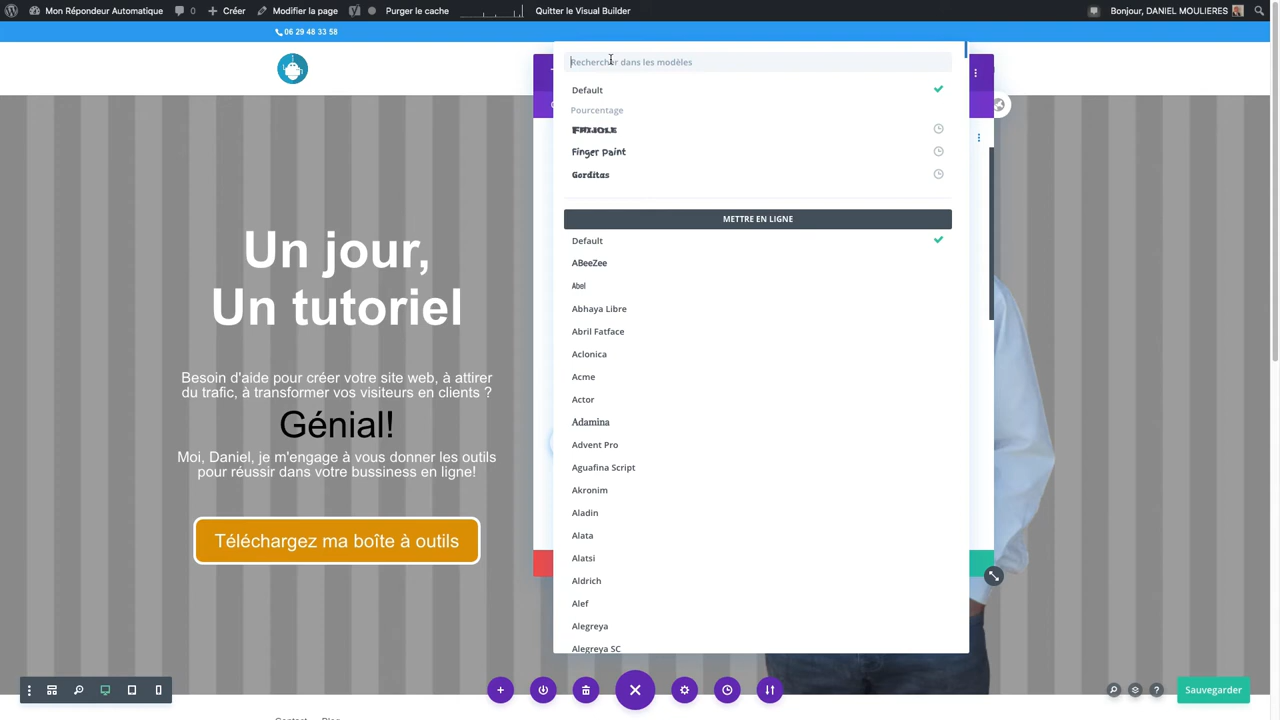 Mon Répondeur Automatique
0
Créer
Modifier la page
Purger le cache
Quitter le Visual Builder
Bonjour, DANIEL MOULIERES
06 29 48 33 58
Rechercher dans les modèles
Default
Pourcentage
Finger Paint
Gorditas
METTRE EN LIGNE
Default
ABeeZee
Abel
Abhaya Libre
Abril Fatface
Aclonica
Acme
Actor
Adamina
Advent Pro
Aguafina Script
Akronim
Aladin
Alata
Alatsi
Aldrich
Alef
Alegreya
Alegreya SC
Un jour,
Un tutoriel
Besoin d'aide pour créer votre site web, à attirer
du trafic, à transformer vos visiteurs en clients ?
Génial!
Moi, Daniel, je m'engage à vous donner les outils
pour réussir dans votre bussiness en ligne!
Téléchargez ma boîte à outils
Sauvegarder